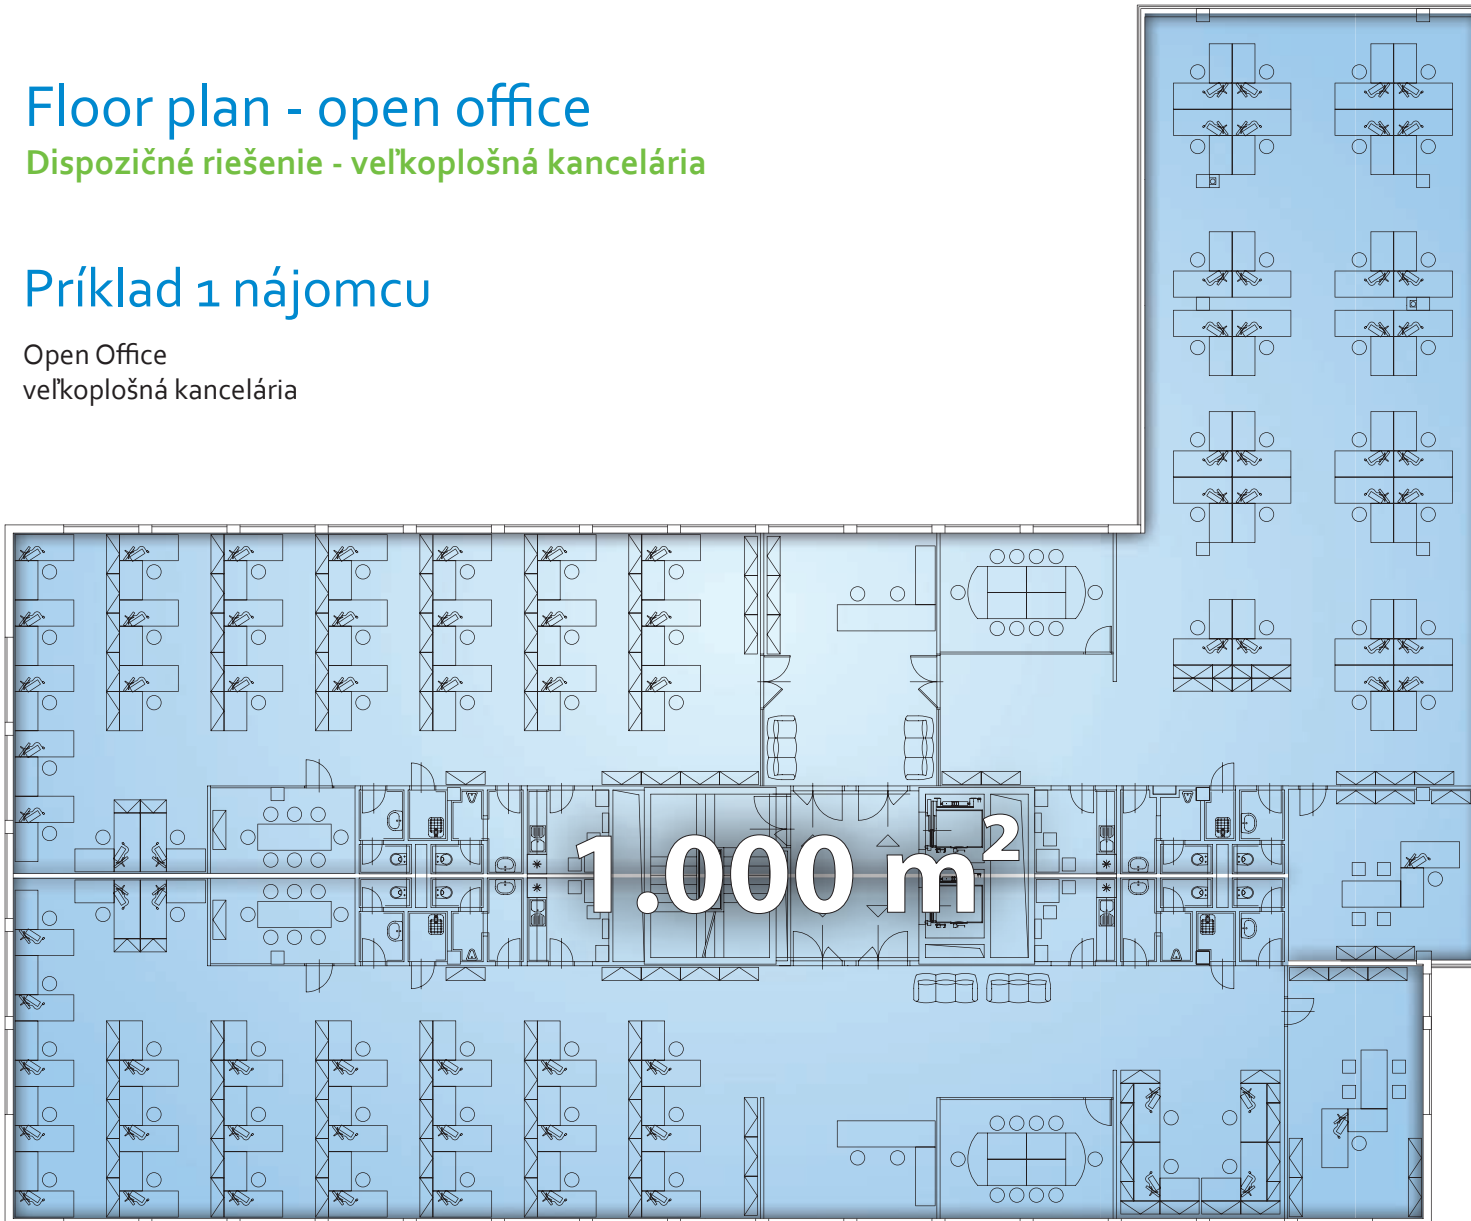 Floor plan - open office
Dispozičné riešenie - veľkoplošná kancelária
Príklad 1 nájomcu
Open Office
veľkoplošná kancelária
1.000 m²